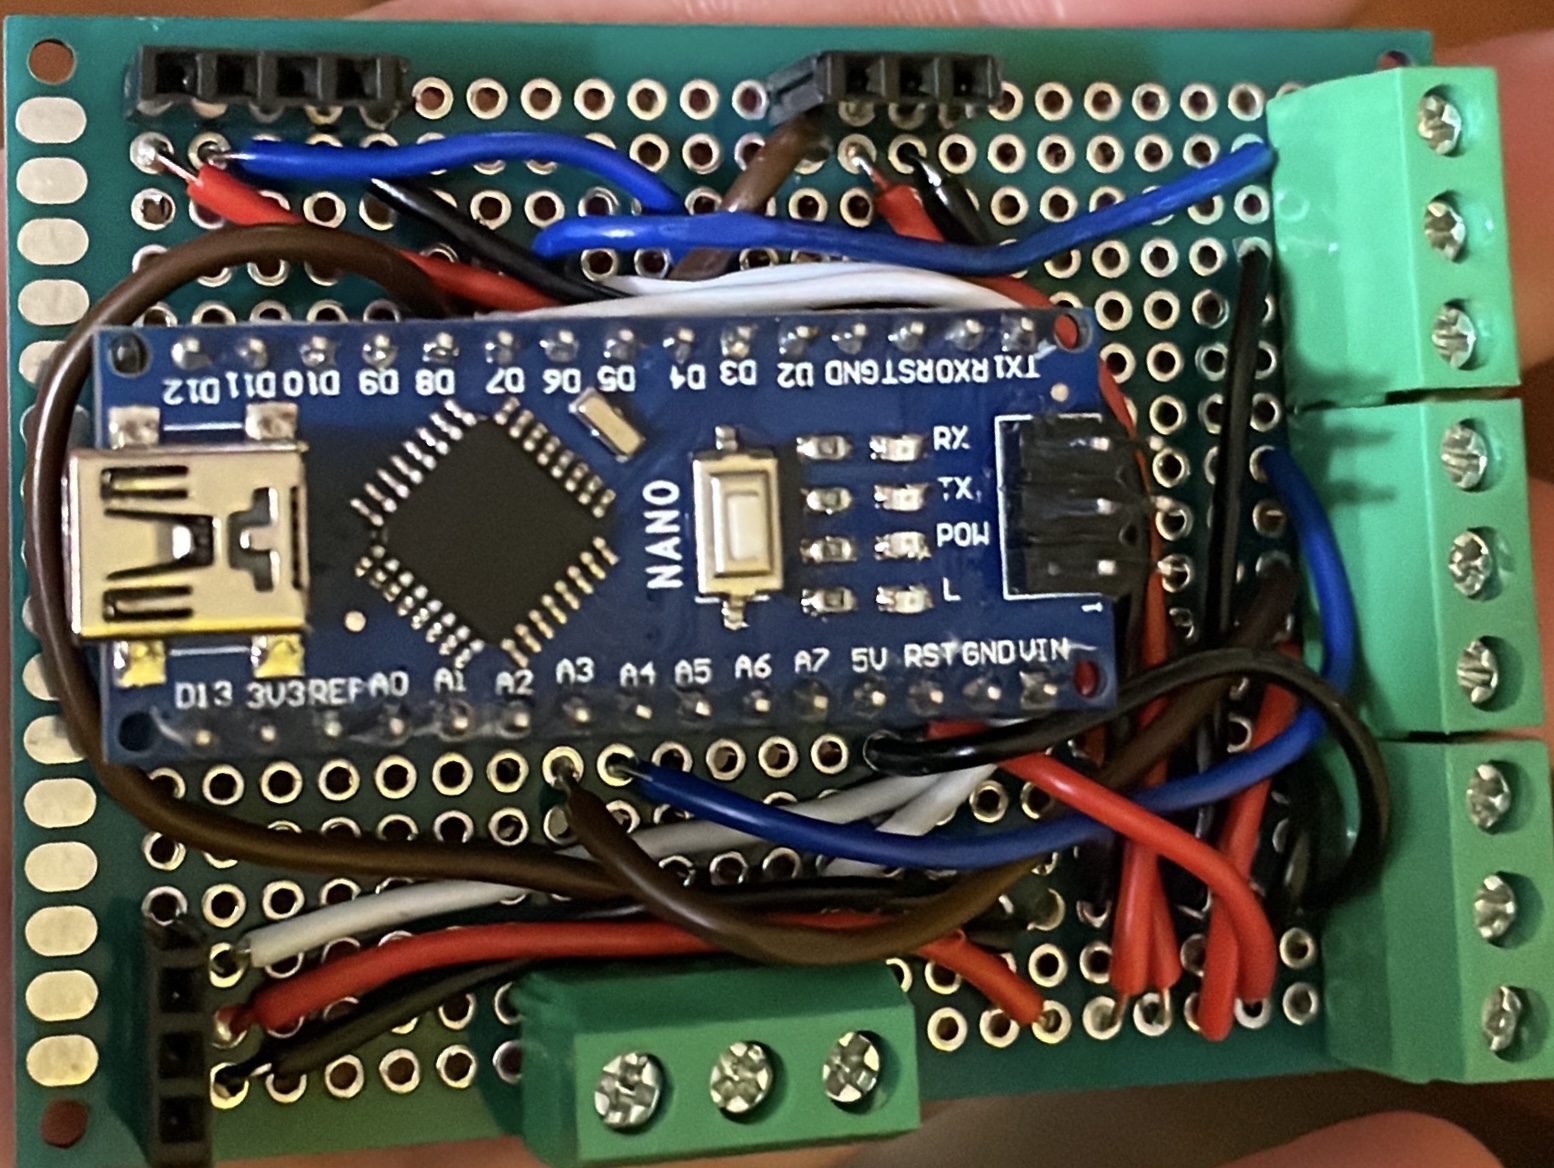 D12 D11 D10 D9 D8 D7 D6 D5 D4 D3 D2 GND RST RX0 TX1
RX
TX
POW
L
NANO
1
D13 3V3 REF A0 A1 A2 A3 A4 A5 A6 A7 5V RST GND VIN